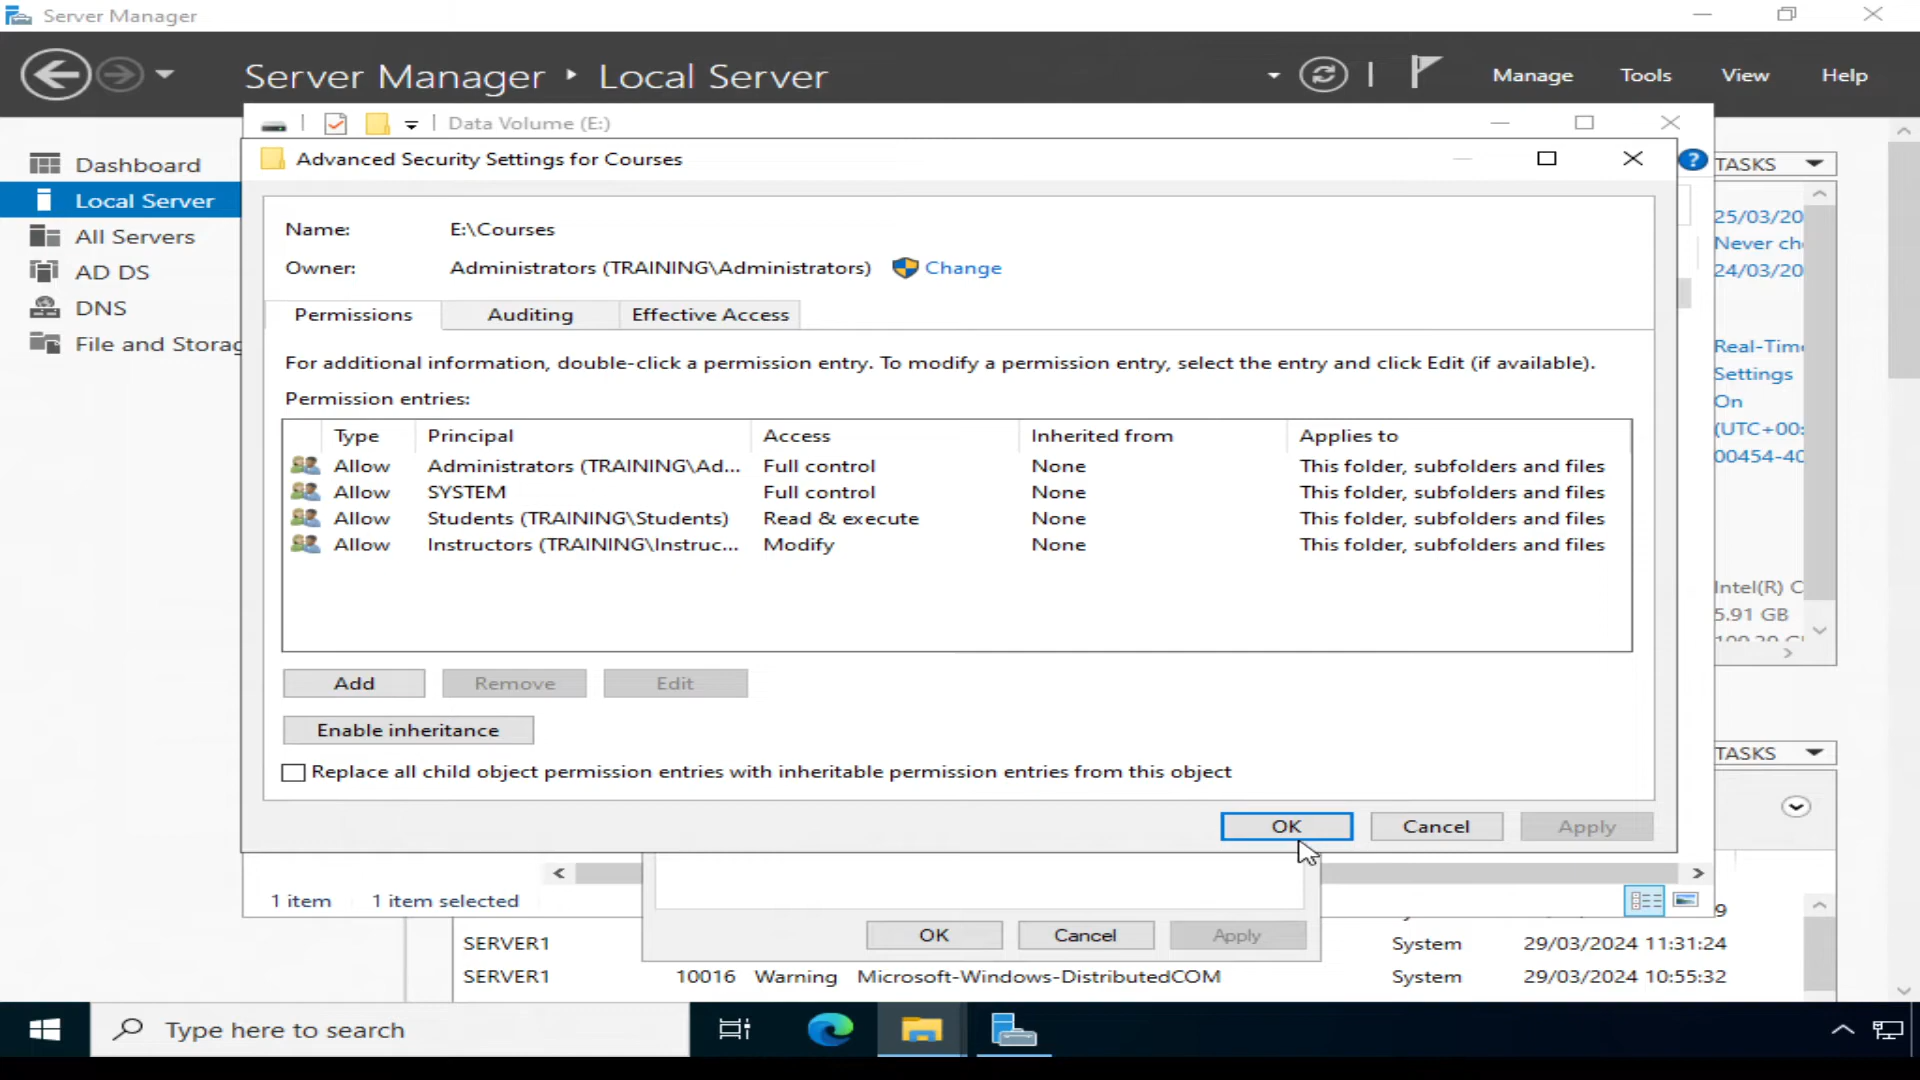 Server Manager
Server Manager ‣ Local Server
Manage Tools View Help
Data Volume (E:)
Advanced Security Settings for Courses
Dashboard
Local Server
All Servers
AD DS
DNS
File and Storag
Name: E:\Courses
Owner: Administrators (TRAINING\Administrators) Change
Permissions Auditing Effective Access
For additional information, double-click a permission entry. To modify a permission entry, select the entry and click Edit (if available).
Permission entries:
Type Principal Access Inherited from Applies to
Allow Administrators (TRAINING\Ad... Full control None This folder, subfolders and files
Allow SYSTEM Full control None This folder, subfolders and files
Allow Students (TRAINING\Students) Read & execute None This folder, subfolders and files
Allow Instructors (TRAINING\Instruc... Modify None This folder, subfolders and files
Add Remove Edit
Enable inheritance
Replace all child object permission entries with inheritable permission entries from this object
OK Cancel Apply
TASKS
25/03/20
Never ch
24/03/20
Real-Time
Settings
On
(UTC+00:
00454-40
Intel(R) C
5.91 GB
TASKS
1 item 1 item selected
OK Cancel Apply
SERVER1 System 29/03/2024 11:31:24
SERVER1 10016 Warning Microsoft-Windows-DistributedCOM System 29/03/2024 10:55:32
Type here to search